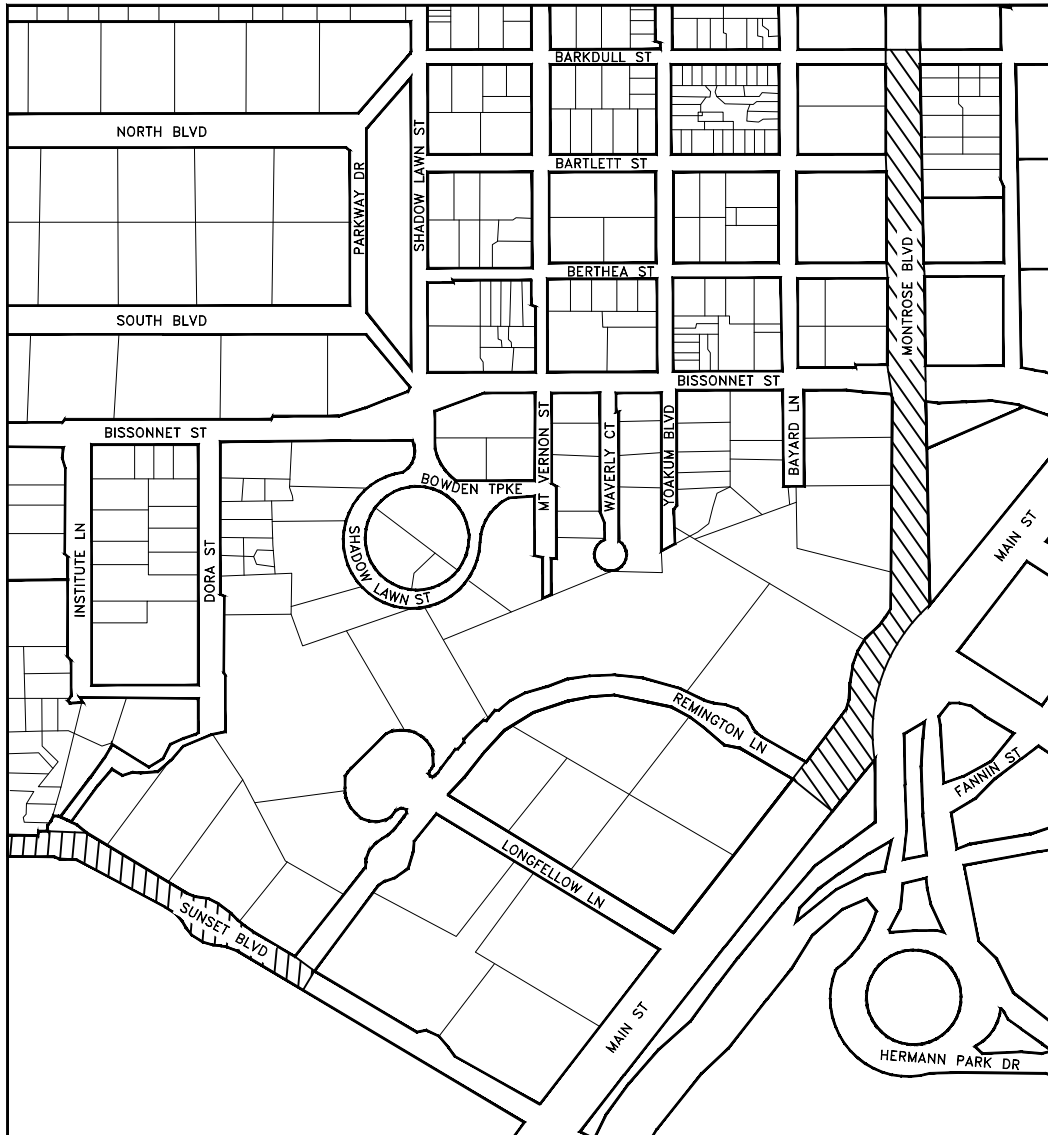 BARKDULL ST
NORTH BLVD
SHADOW LAWN ST
PARKWAY DR
BARTLETT ST
MONTROSE BLVD
BERTHEA ST
SOUTH BLVD
BISSONNET ST
BISSONNET ST
MT VERNON ST
WAVERLY CT
YOAKUM BLVD
BAYARD LN
BOWDEN TPKE
MAIN ST
INSTITUTE LN
DORA ST
SHADOW LAWN ST
REMINGTON LN
FANNIN ST
LONGFELLOW LN
SUNSET BLVD
MAIN ST
HERMANN PARK DR